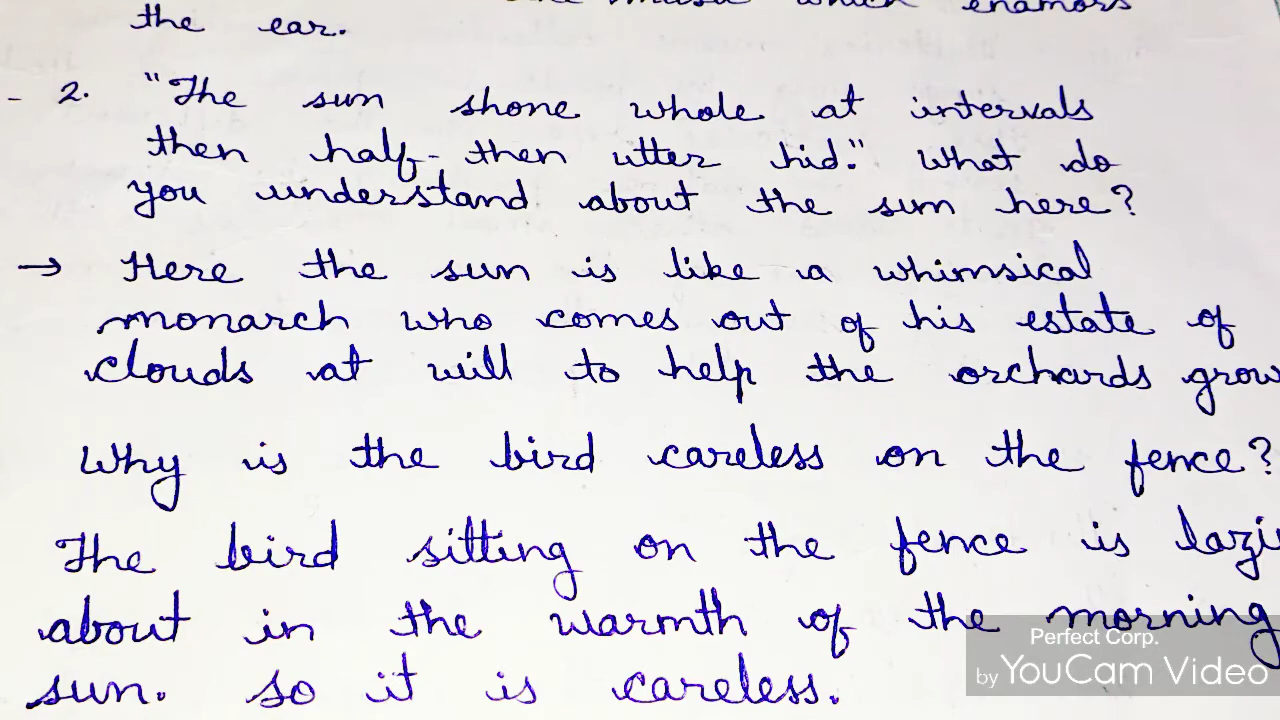 which enamors
the ear.
- 2. "The sun shone whole at intervals
then half - then utter hid." What do
you understand about the sun here?
→ Here the sun is like a whimsical
monarch who comes out of his estate of
clouds at will to help the orchards grow
Why is the bird careless on the fence?
The bird sitting on the fence is lazi
about in the warmth of the morning
sun. so it is careless.
Perfect Corp.
by YouCam Video